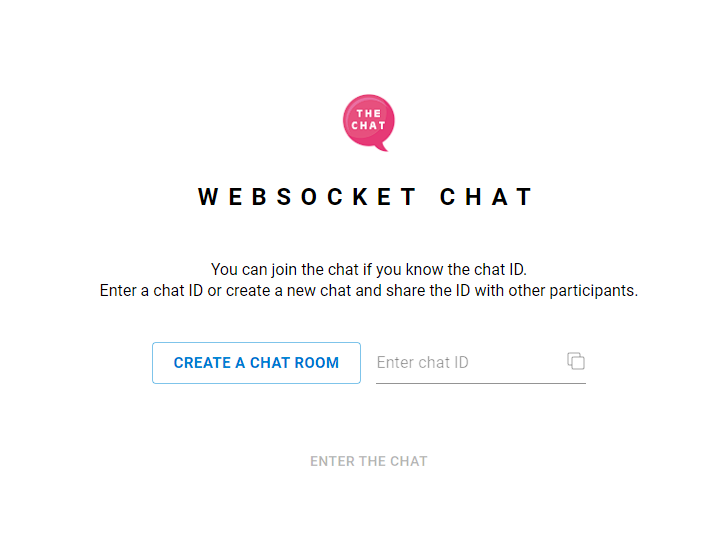 THE
CHAT
WEBSOCKET CHAT
You can join the chat if you know the chat ID.
Enter a chat ID or create a new chat and share the ID with other participants.
CREATE A CHAT ROOM
Enter chat ID
ENTER THE CHAT